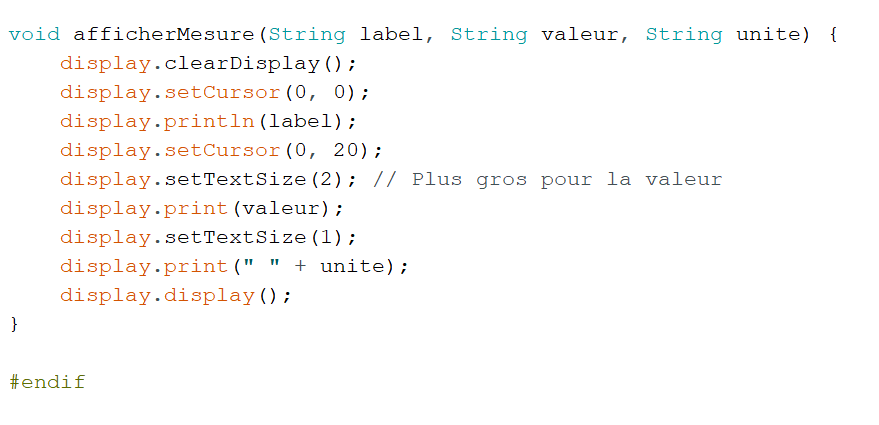 void afficherMesure(String label, String valeur, String unite) {
    display.clearDisplay();
    display.setCursor(0, 0);
    display.println(label);
    display.setCursor(0, 20);
    display.setTextSize(2); // Plus gros pour la valeur
    display.print(valeur);
    display.setTextSize(1);
    display.print(" " + unite);
    display.display();
}
#endif